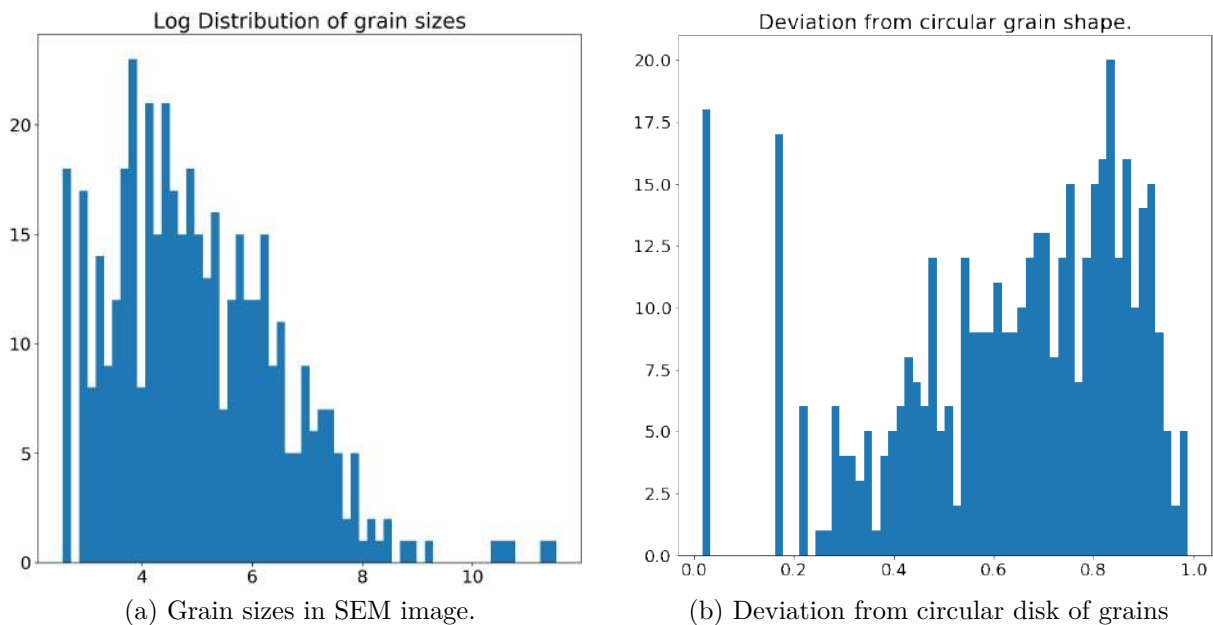 Log Distribution of grain sizes
20
15
10
5
0
4 6 8 10
(a) Grain sizes in SEM image.
Deviation from circular grain shape.
20.0
17.5
15.0
12.5
10.0
7.5
5.0
2.5
0.0
0.0 0.2 0.4 0.6 0.8 1.0
(b) Deviation from circular disk of grains